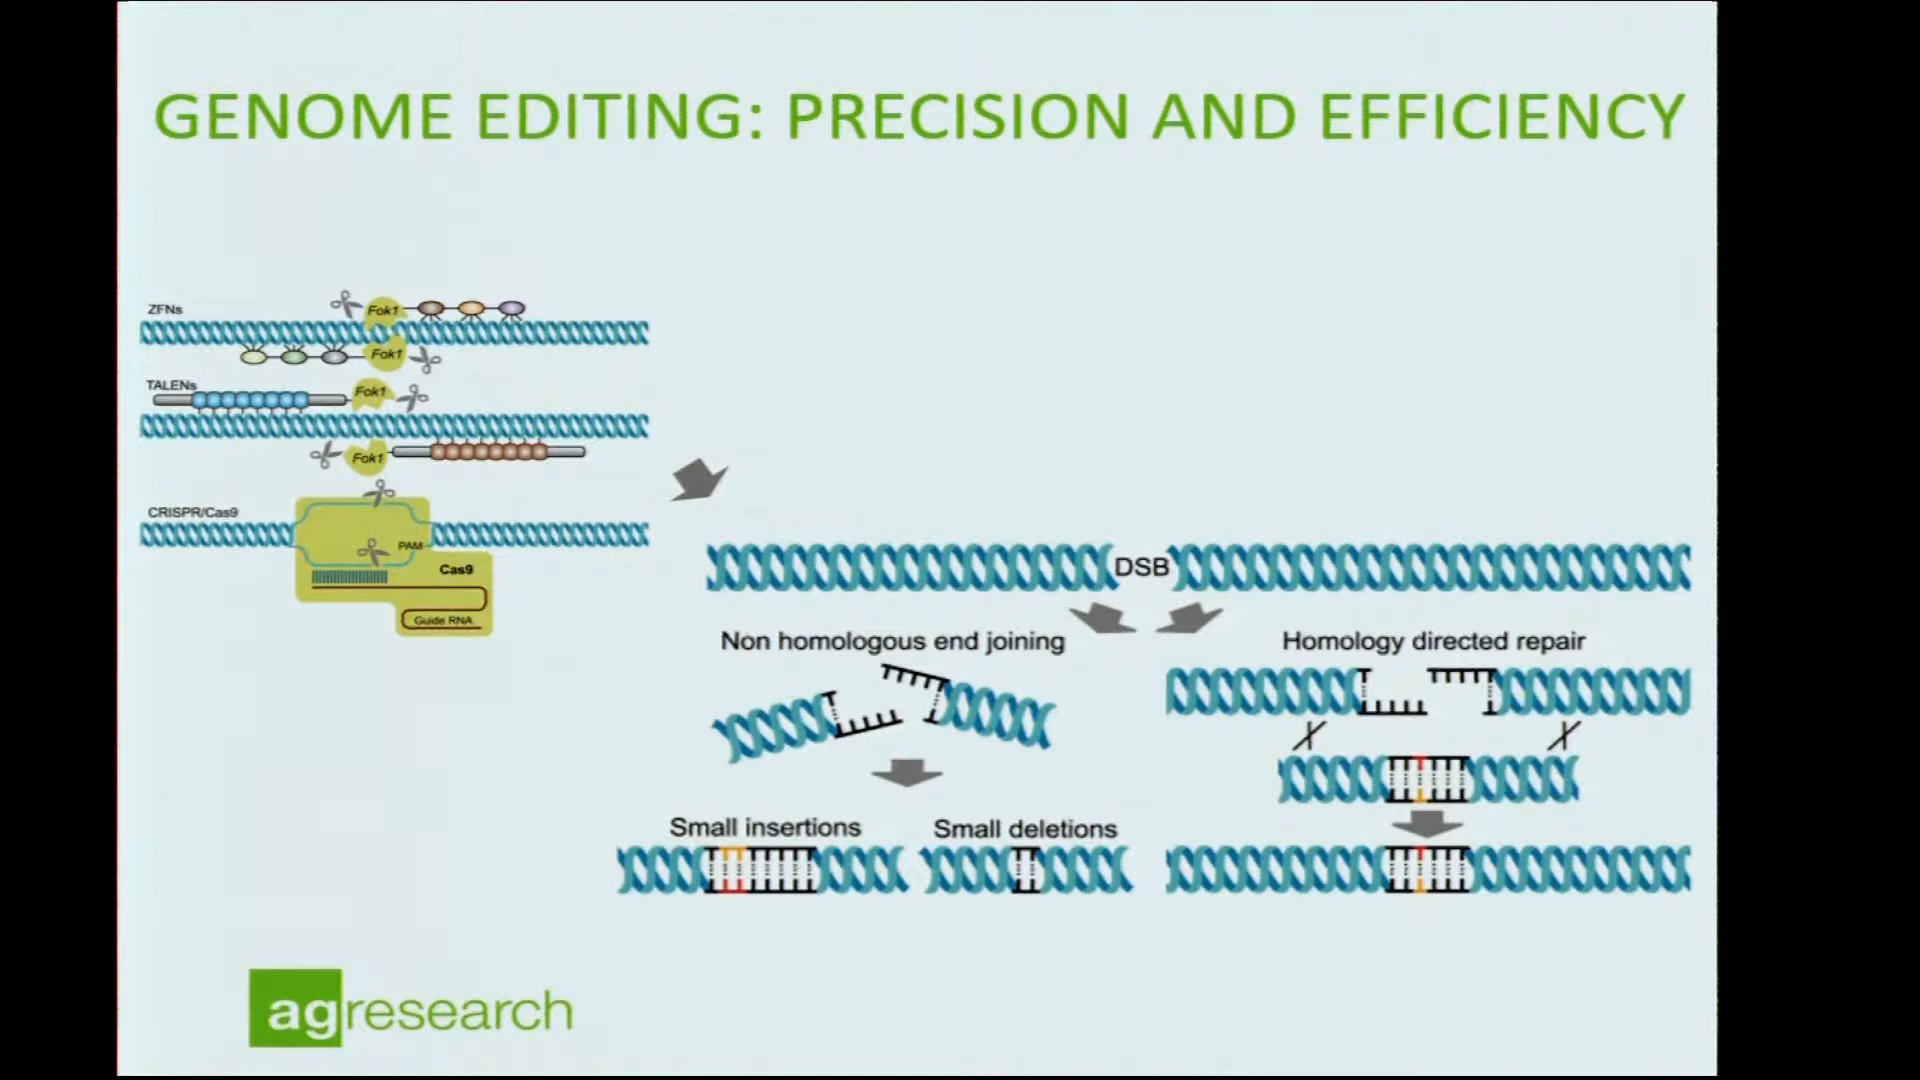 GENOME EDITING: PRECISION AND EFFICIENCY
ZFNs
Fok1
Fok1
TALENs
Fok1
Fok1
CRISPR/Cas9
PAM
Cas9
Guide RNA
DSB
Non homologous end joining
Homology directed repair
Small insertions
Small deletions
agresearch